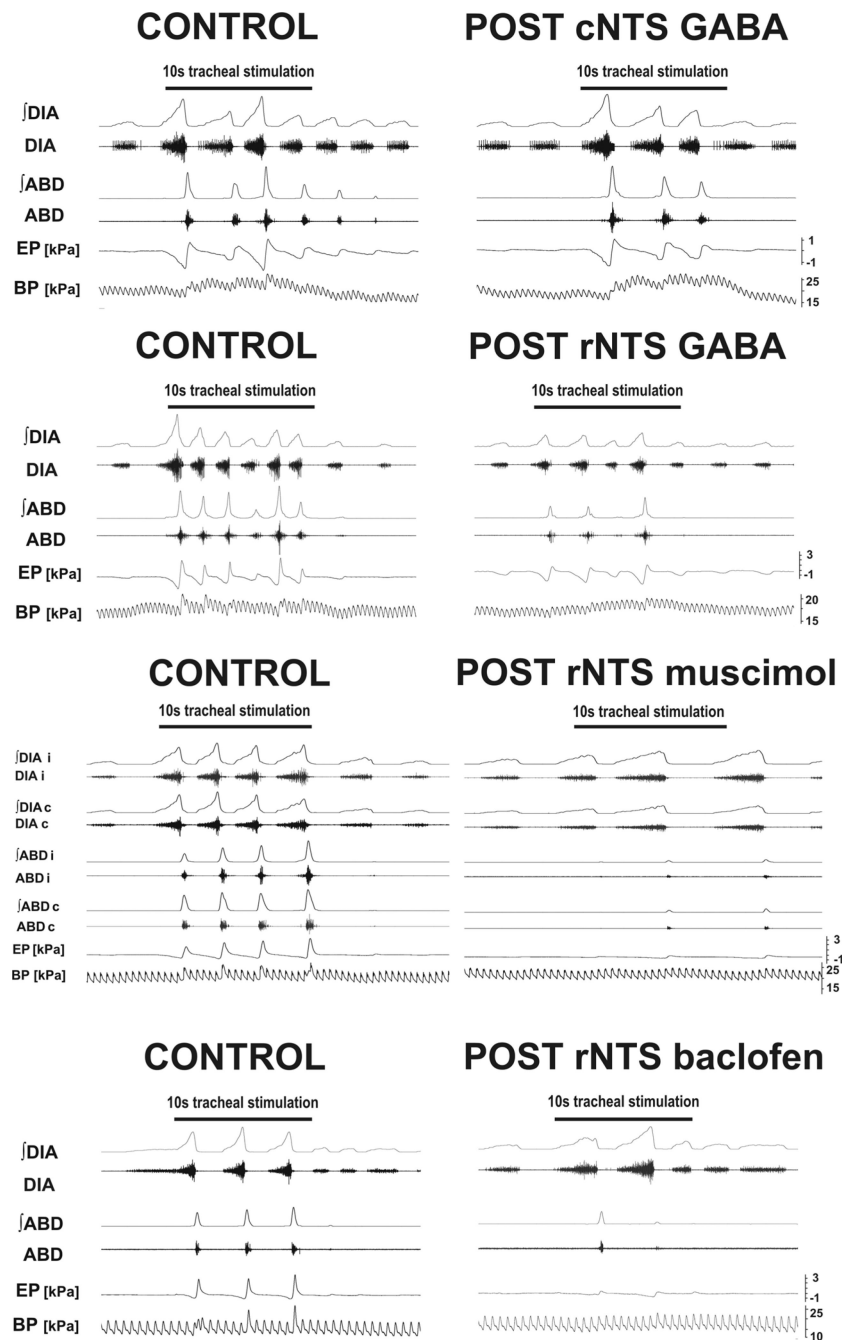 CONTROL POST cNTS GABA
10s tracheal stimulation 10s tracheal stimulation
∫DIA
DIA
∫ABD
ABD
EP [kPa] 1
-1
BP [kPa] 25
15
CONTROL POST rNTS GABA
10s tracheal stimulation 10s tracheal stimulation
∫DIA
DIA
∫ABD
ABD
EP [kPa] 3
-1
BP [kPa] 20
15
CONTROL POST rNTS muscimol
10s tracheal stimulation 10s tracheal stimulation
∫DIA i
DIA i
∫DIA c
DIA c
∫ABD i
ABD i
∫ABD c
ABD c
EP [kPa] 3
-1
BP [kPa] 25
15
CONTROL POST rNTS baclofen
10s tracheal stimulation 10s tracheal stimulation
∫DIA
DIA
∫ABD
ABD
EP [kPa] 3
-1
BP [kPa] 25
10